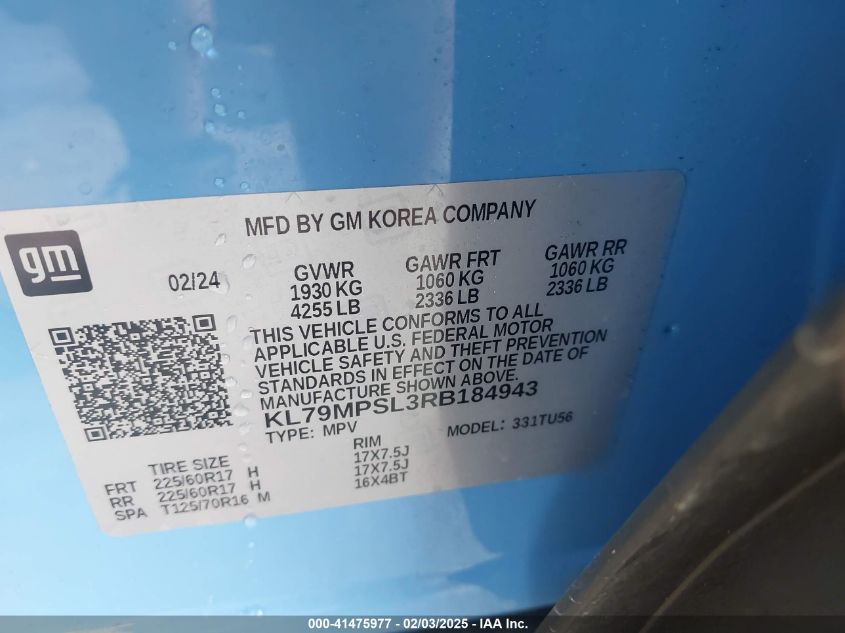 MFD BY GM KOREA COMPANY
gm
02/24
GVWR
1930 KG
4255 LB
GAWR FRT
1060 KG
2336 LB
GAWR RR
1060 KG
2336 LB
THIS VEHICLE CONFORMS TO ALL
APPLICABLE U.S. FEDERAL MOTOR
VEHICLE SAFETY AND THEFT PREVENTION
STANDARDS IN EFFECT ON THE DATE OF
MANUFACTURE SHOWN ABOVE.
KL79MPSL3RB184943
TYPE: MPV MODEL: 331TU56
TIRE SIZE RIM
FRT 225/60R17 H 17X7.5J
RR 225/60R17 H 17X7.5J
SPA T125/70R16 M 16X4BT
000-41475977 - 02/03/2025 - IAA Inc.